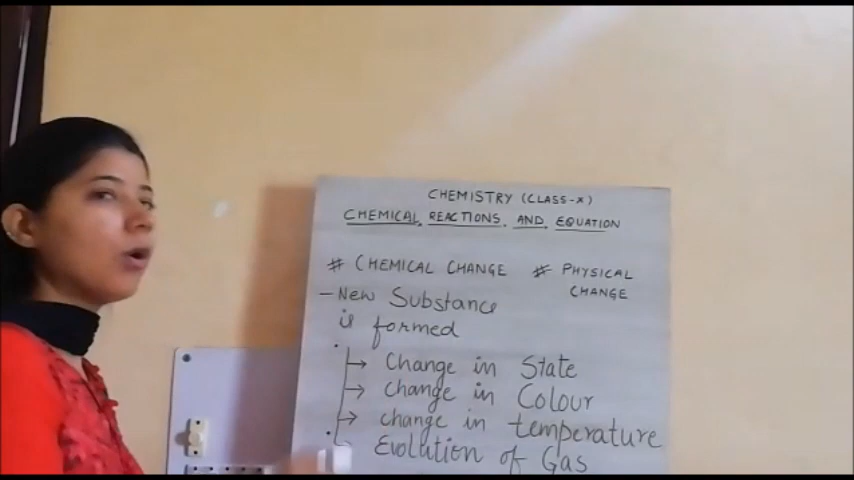 CHEMISTRY (CLASS-X)
CHEMICAL REACTIONS AND EQUATION
# CHEMICAL CHANGE
# PHYSICAL CHANGE
- New Substance
is formed
→ Change in State
→ change in Colour
→ change in temperature
→ Evolution of Gas